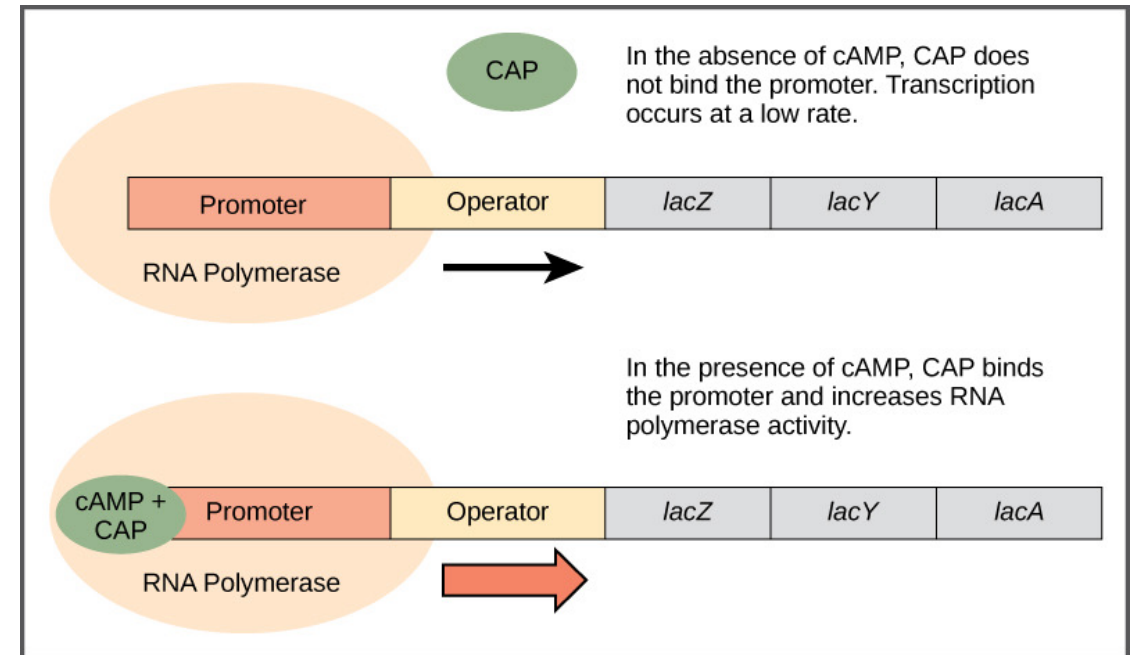 CAP
In the absence of cAMP, CAP does
not bind the promoter. Transcription
occurs at a low rate.
Promoter
Operator
lacZ
lacY
lacA
RNA Polymerase
In the presence of cAMP, CAP binds
the promoter and increases RNA
polymerase activity.
cAMP +
CAP
Promoter
Operator
lacZ
lacY
lacA
RNA Polymerase